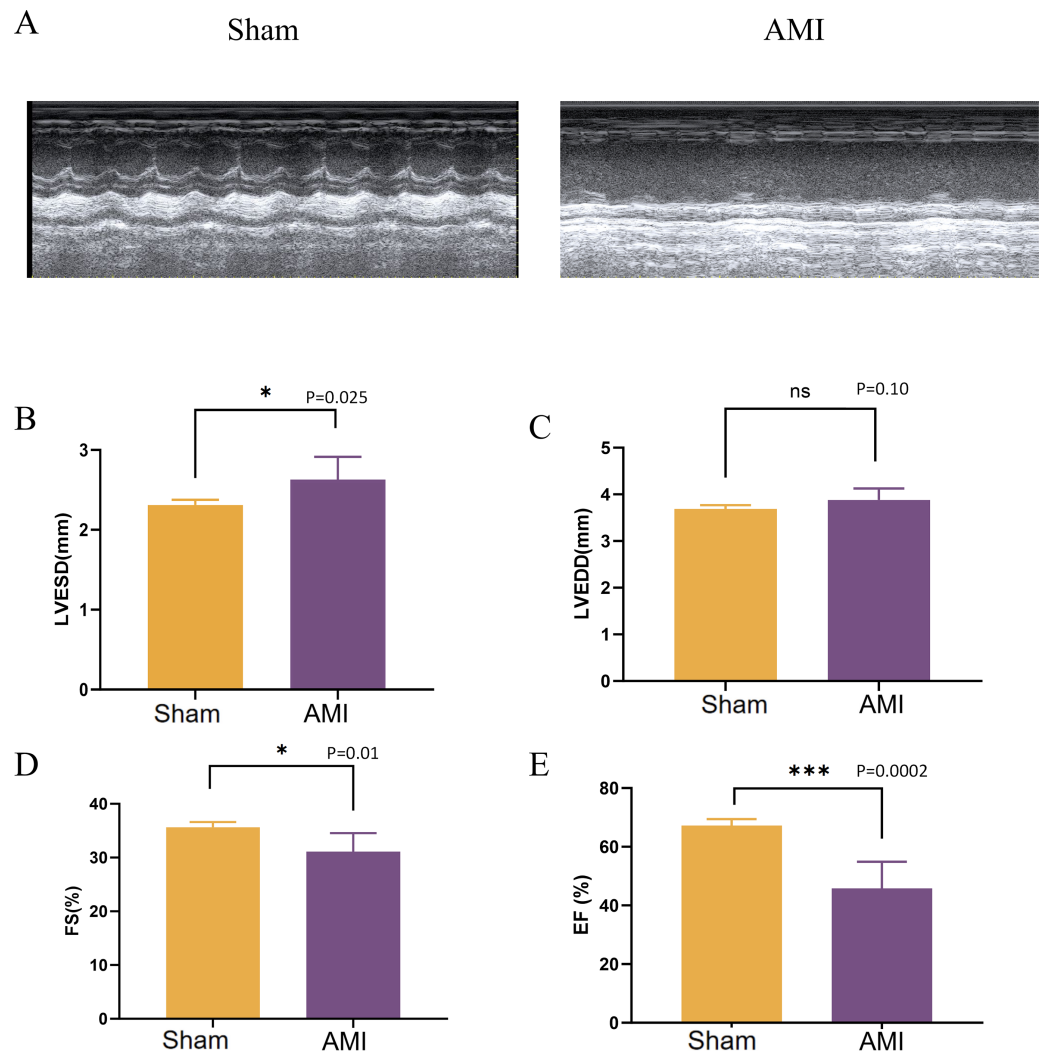 A
Sham
AMI
B
* P=0.025
LVESD(mm)
3
2
1
0
Sham AMI
C
ns P=0.10
LVEDD(mm)
5
4
3
2
1
0
Sham AMI
D
* P=0.01
FS(%)
40
30
20
10
0
Sham AMI
E
*** P=0.0002
EF (%)
80
60
40
20
0
Sham AMI